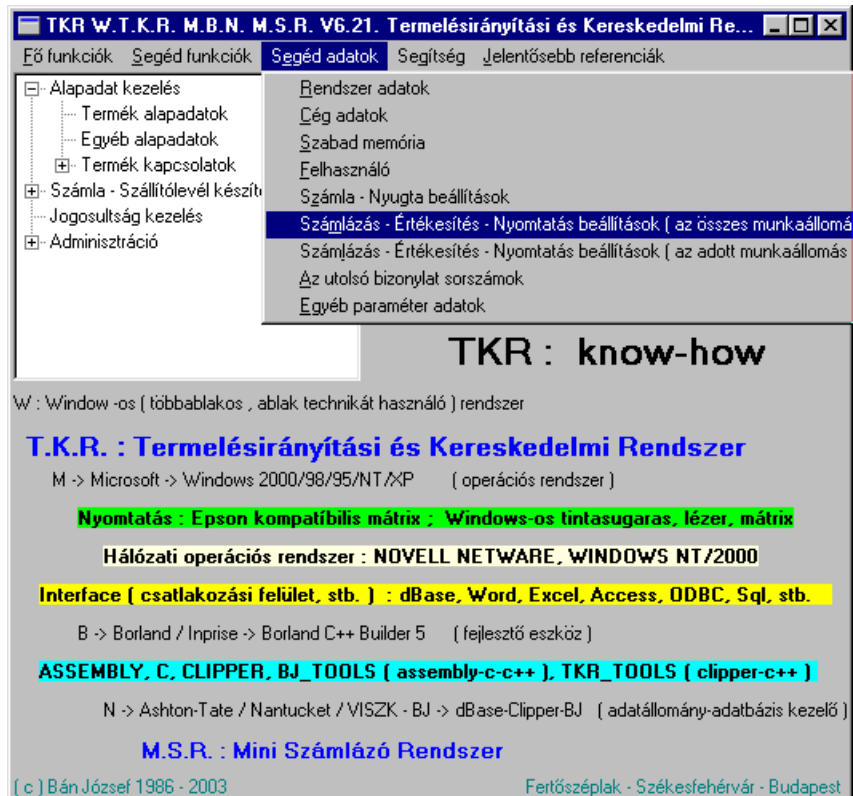 TKR W.T.K.R. M.B.N. M.S.R. V6.21. Termelésirányítási és Kereskedelmi Re...
Fő funkciók Segéd funkciók Segéd adatok Segítség Jelentősebb referenciák
Alapadat kezelés
Termék alapadatok
Egyéb alapadatok
Termék kapcsolatok
Számla - Szállítólevél készít
Jogosultság kezelés
Adminisztráció
Rendszer adatok
Cég adatok
Szabad memória
Felhasználó
Számla - Nyugta beállítások
Számlázás - Értékesítés - Nyomtatás beállítások ( az összes munkaállomá
Számlázás - Értékesítés - Nyomtatás beállítások ( az adott munkaállomás
Az utolsó bizonylat sorszámok
Egyéb paraméter adatok
TKR : know-how
W : Window -os ( többablakos , ablak technikát használó ) rendszer
T.K.R. : Termelésirányítási és Kereskedelmi Rendszer
M -> Microsoft -> Windows 2000/98/95/NT/XP ( operációs rendszer )
Nyomtatás : Epson kompatíbilis mátrix ; Windows-os tintasugaras, lézer, mátrix
Hálózati operációs rendszer : NOVELL NETWARE, WINDOWS NT/2000
Interface ( csatlakozási felület, stb. ) : dBase, Word, Excel, Access, ODBC, Sql, stb.
B -> Borland / Inprise -> Borland C++ Builder 5 ( fejlesztő eszköz )
ASSEMBLY, C, CLIPPER, BJ_TOOLS ( assembly-c-c++ ), TKR_TOOLS ( clipper-c++ )
N -> Ashton-Tate / Nantucket / VISZK - BJ -> dBase-Clipper-BJ ( adatállomány-adatbázis kezelő )
M.S.R. : Mini Számlázó Rendszer
( c ) Bán József 1986 - 2003 Fertőszéplak - Székesfehérvár - Budapest